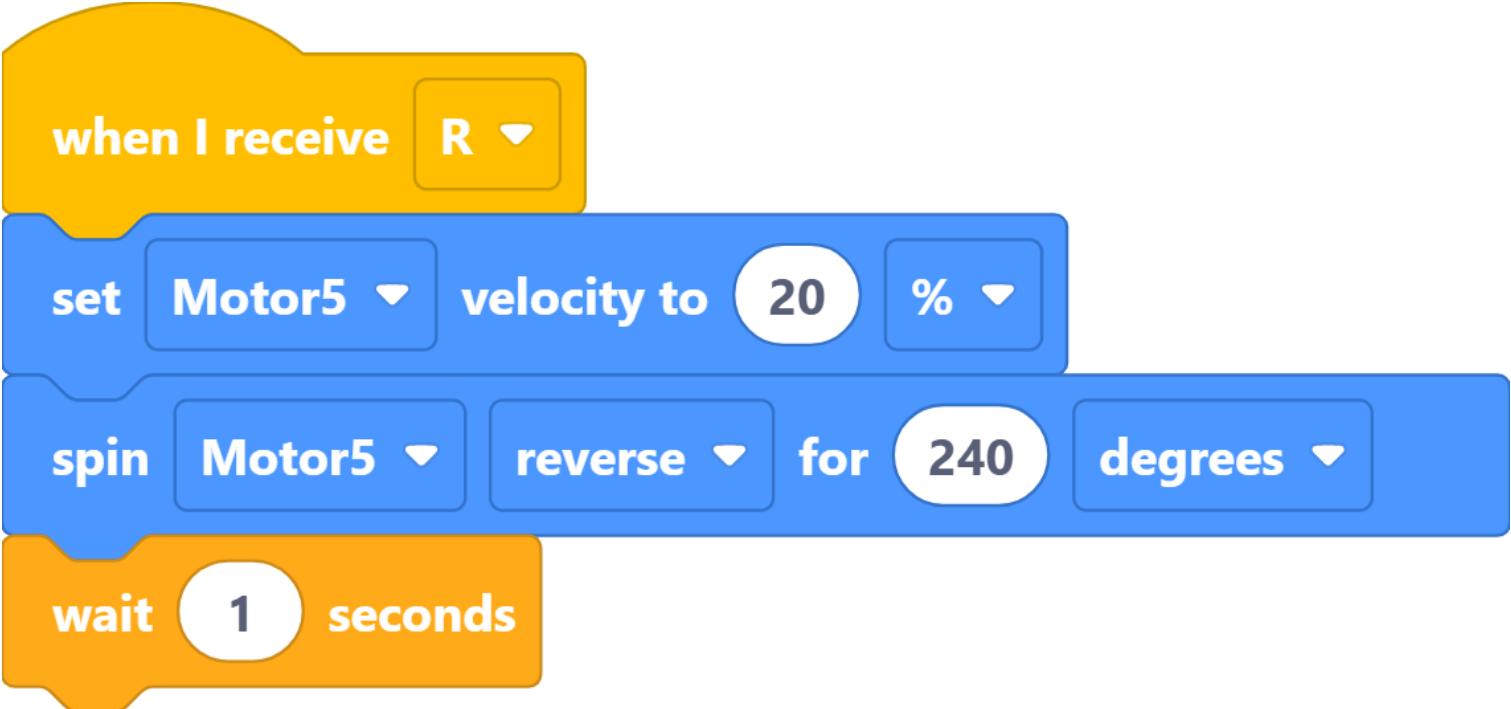 when I receive R
set Motor5 velocity to 20 %
spin Motor5 reverse for 240 degrees
wait 1 seconds